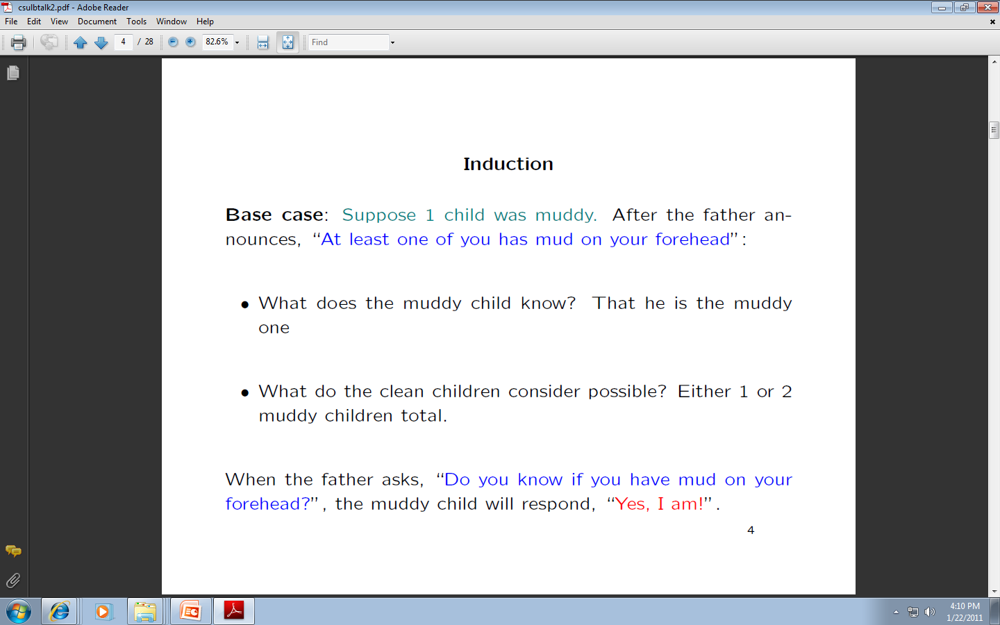 csulbtalk2.pdf - Adobe Reader
File Edit View Document Tools Window Help
4 / 28 82.6% Find
Induction
Base case: Suppose 1 child was muddy. After the father an-
nounces, “At least one of you has mud on your forehead”:
• What does the muddy child know? That he is the muddy
one
• What do the clean children consider possible? Either 1 or 2
muddy children total.
When the father asks, “Do you know if you have mud on your
forehead?”, the muddy child will respond, “Yes, I am!”.
4
4:10 PM
1/22/2011